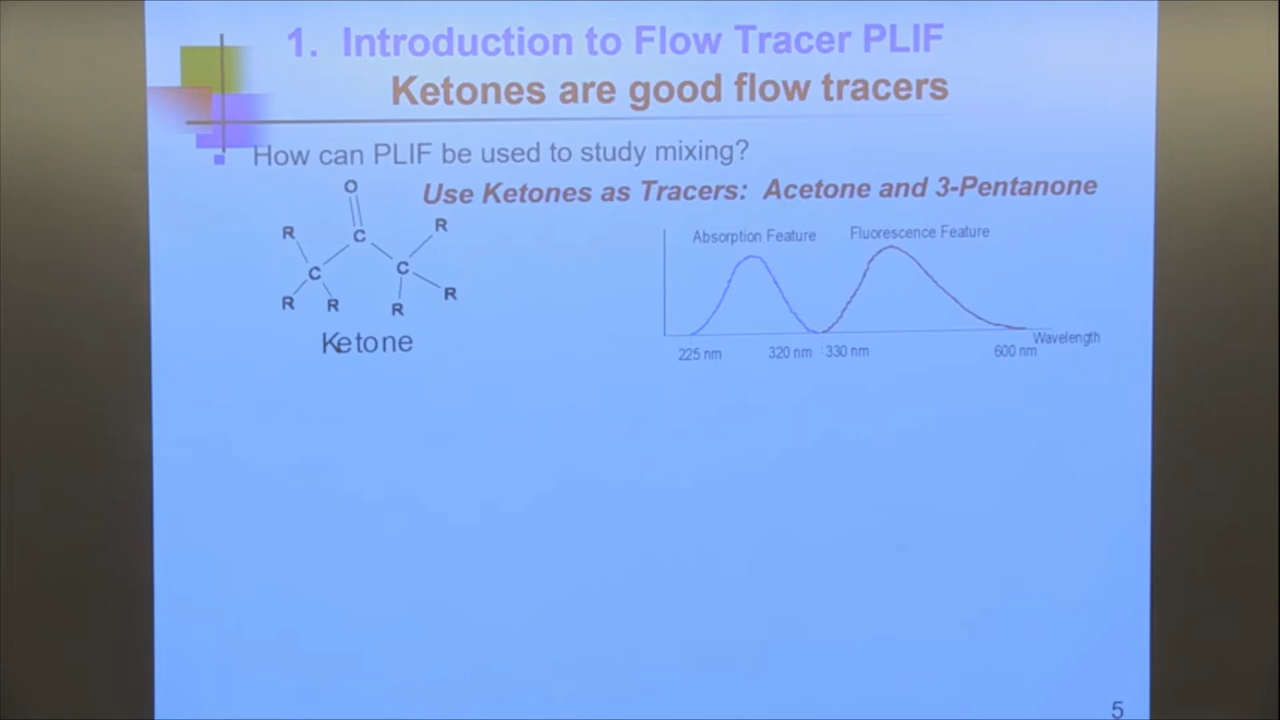 1. Introduction to Flow Tracer PLIF
Ketones are good flow tracers
How can PLIF be used to study mixing?
Use Ketones as Tracers: Acetone and 3-Pentanone
O
R
C
R
C
C
R
R
R
R
Ketone
Absorption Feature
Fluorescence Feature
Wavelength
225 nm
320 nm
330 nm
600 nm
5